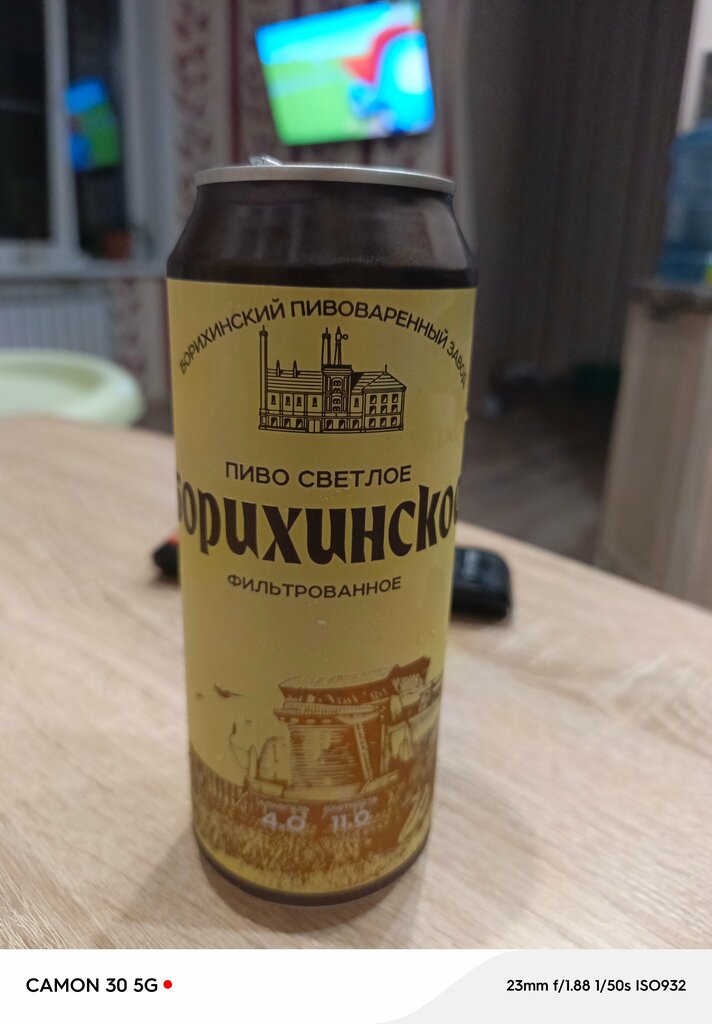 БОРИХИНСКИЙ ПИВОВАРЕННЫЙ ЗАВОД
ПИВО СВЕТЛОЕ
БОРИХИНСКОЕ
ФИЛЬТРОВАННОЕ
4.0 11.0
CAMON 30 5G
23mm f/1.88 1/50s ISO932